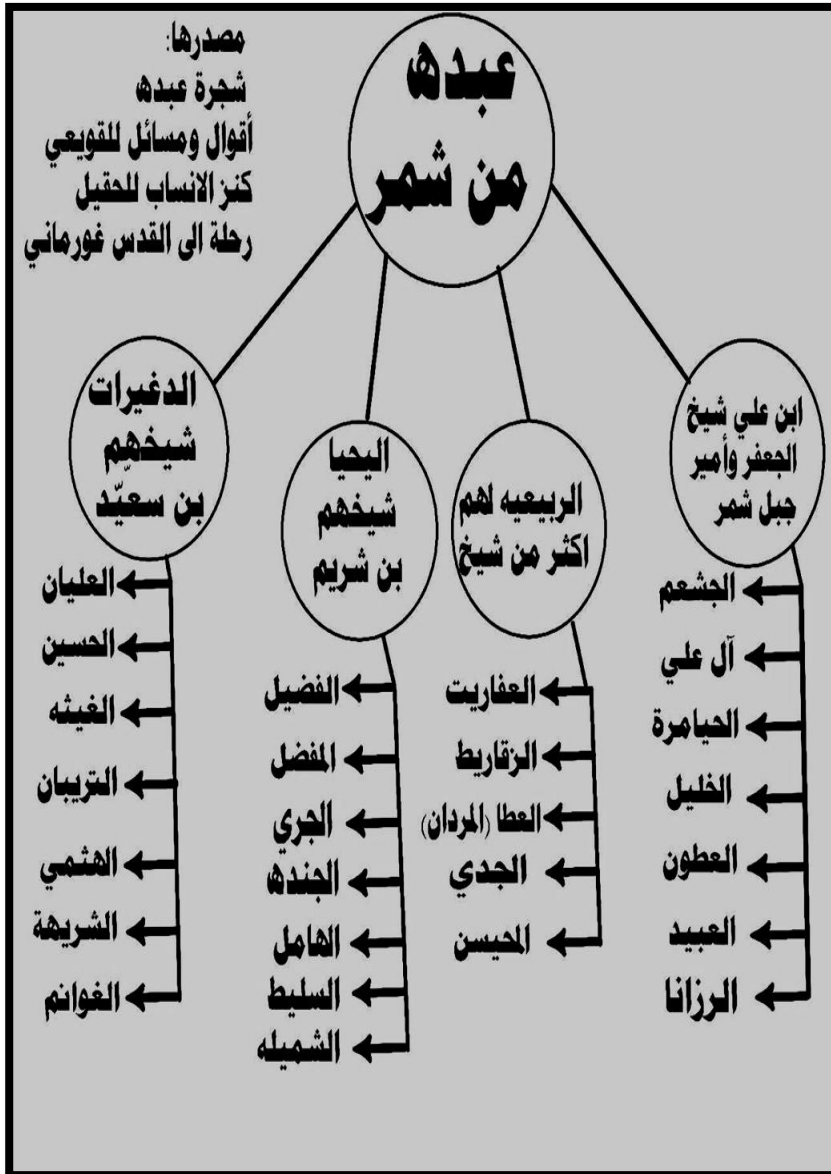 مصدرها:
شجرة عبده
أقوال ومسائل للقويعي
كنز الانساب للحقيل
رحلة الى القدس غورماني
عبده
من شمر
ابن علي شيخ
الجعفر وأمير
جبل شمر
الجشعم
آل علي
الحيامرة
الخليل
العطون
العبيد
الرزانا
الربيعيه لهم
اكثر من شيخ
العفاريت
الزقاريط
العطا (المردان)
الجدي
المحيسن
اليحيا
شيخهم
بن شريم
الفضيل
المفضل
الجري
الجنده
الهامل
السليط
الشميله
الدغيرات
شيخهم
بن سعيّد
العليان
الحسين
الغيثه
التريبان
الهثمي
الشريهة
الغوانم